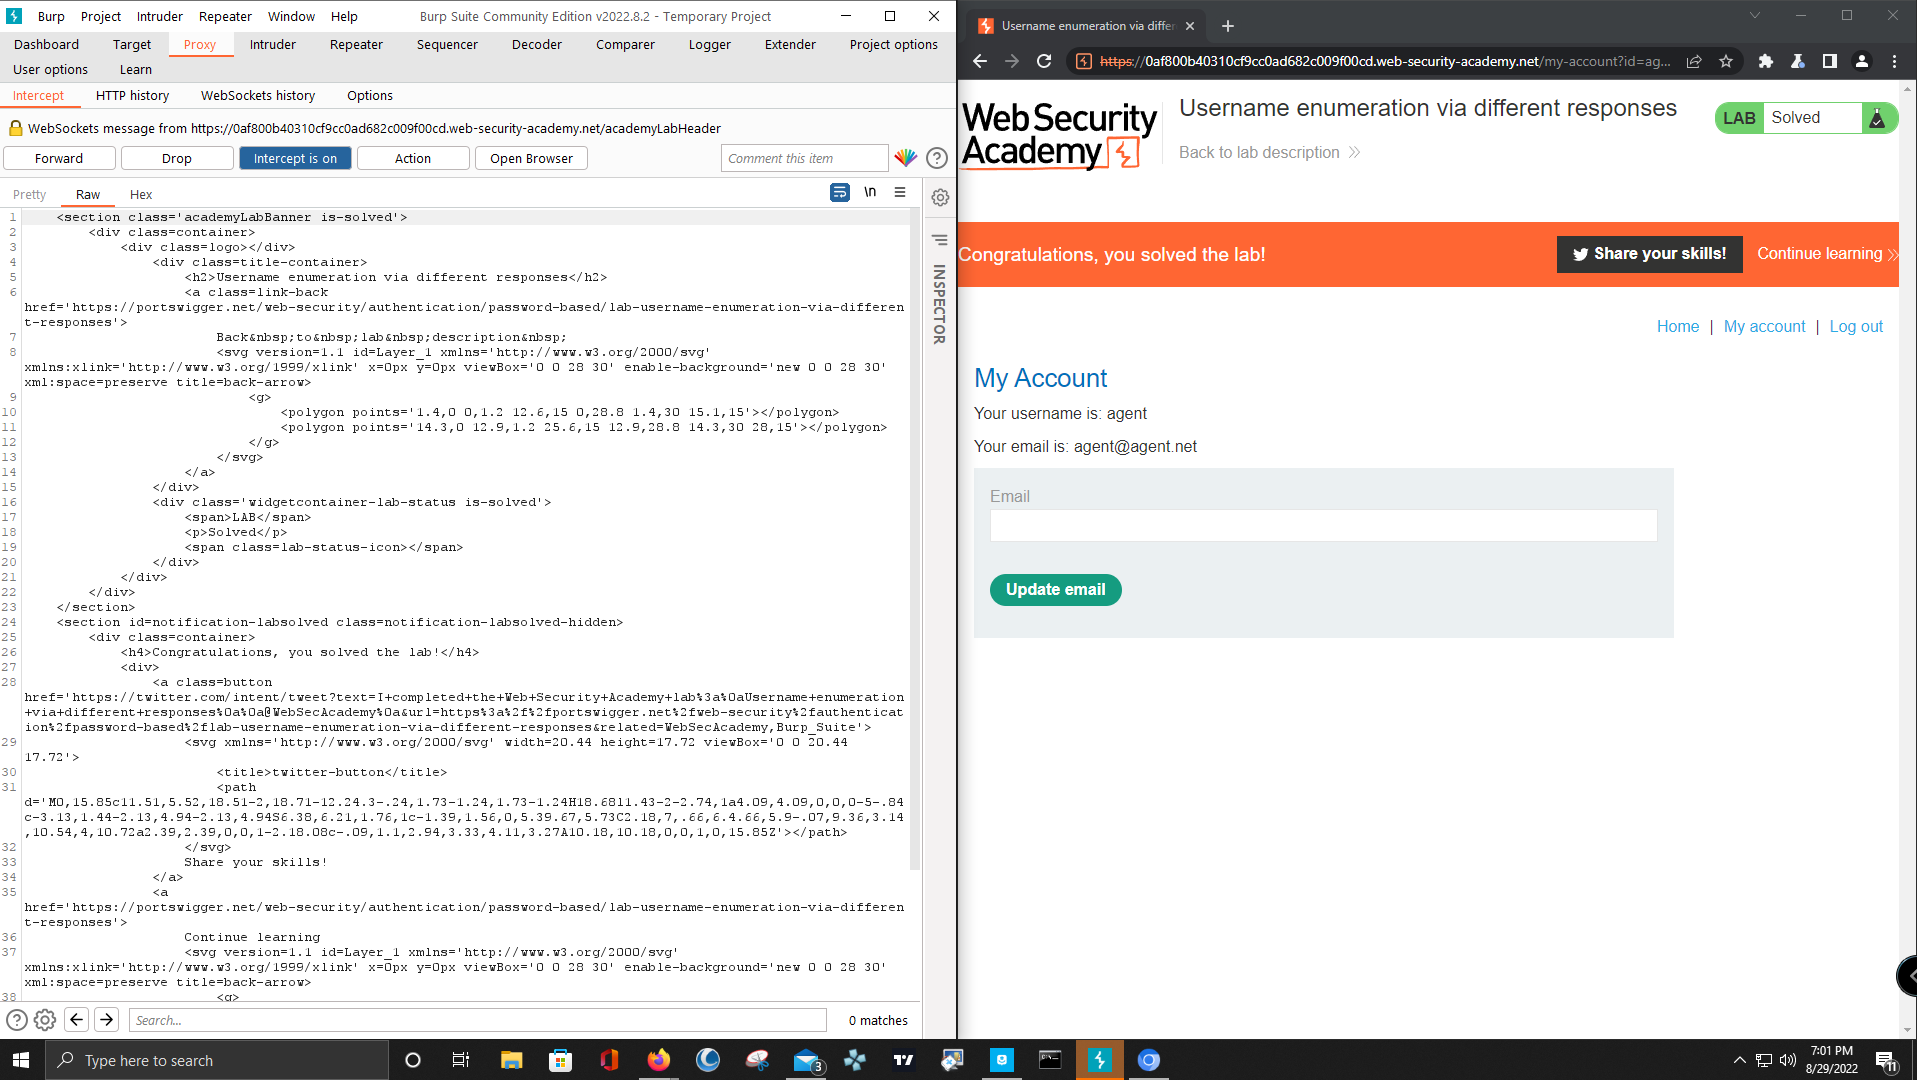 Burp Project Intruder Repeater Window Help Burp Suite Community Edition v2022.8.2 - Temporary Project
Dashboard Target Proxy Intruder Repeater Sequencer Decoder Comparer Logger Extender Project options
User options Learn
Intercept HTTP history WebSockets history Options
WebSockets message from https://0af800b40310cf9cc0ad682c009f00cd.web-security-academy.net/academyLabHeader
Forward Drop Intercept is on Action Open Browser Comment this item ?
Pretty Raw Hex \n
1 <section class='academyLabBanner is-solved'>
2 <div class=container>
3 <div class=logo></div>
4 <div class=title-container>
5 <h2>Username enumeration via different responses</h2>
6 <a class=link-back
href='https://portswigger.net/web-security/authentication/password-based/lab-username-enumeration-via-differen
t-responses'>
7 Back&nbsp;to&nbsp;lab&nbsp;description&nbsp;
8 <svg version=1.1 id=Layer_1 xmlns='http://www.w3.org/2000/svg'
xmlns:xlink='http://www.w3.org/1999/xlink' x=0px y=0px viewBox='0 0 28 30' enable-background='new 0 0 28 30'
xml:space=preserve title=back-arrow>
9 <g>
10 <polygon points='1.4,0 0,1.2 12.6,15 0,28.8 1.4,30 15.1,15'></polygon>
11 <polygon points='14.3,0 12.9,1.2 25.6,15 12.9,28.8 14.3,30 28,15'></polygon>
12 </g>
13 </svg>
14 </a>
15 </div>
16 <div class='widgetcontainer-lab-status is-solved'>
17 <span>LAB</span>
18 <p>Solved</p>
19 <span class=lab-status-icon></span>
20 </div>
21 </div>
22 </div>
23 </section>
24 <section id=notification-labsolved class=notification-labsolved-hidden>
25 <div class=container>
26 <h4>Congratulations, you solved the lab!</h4>
27 <div>
28 <a class=button
href='https://twitter.com/intent/tweet?text=I+completed+the+Web+Security+Academy+lab%3a%0aUsername+enumeration
+via+different+responses%0a%0a@WebSecAcademy%0a&url=https%3a%2f%2fportswigger.net%2fweb-security%2fauthenticat
ion%2fpassword-based%2flab-username-enumeration-via-different-responses&related=WebSecAcademy,Burp_Suite'>
29 <svg xmlns='http://www.w3.org/2000/svg' width=20.44 height=17.72 viewBox='0 0 20.44
17.72'>
30 <title>twitter-button</title>
31 <path
d='M0,15.85c11.51,5.52,18.51-2,18.71-12.24.3-.24,1.73-1.24,1.73-1.24H18.68l1.43-2-2.74,1a4.09,4.09,0,0,0-5-.84
c-3.13,1.44-2.13,4.94-2.13,4.94S6.38,6.21,1.76,1c-1.39,1.56,0,5.39.67,5.73C2.18,7,.66,6.4.66,5.9-.07,9.36,3.14
,10.54,4,10.72a2.39,2.39,0,0,1-2.18.08c-.09,1.1,2.94,3.33,4.11,3.27A10.18,10.18,0,0,1,0,15.85Z'></path>
32 </svg>
33 Share your skills!
34 </a>
35 <a
href='https://portswigger.net/web-security/authentication/password-based/lab-username-enumeration-via-differen
t-responses'>
36 Continue learning
37 <svg version=1.1 id=Layer_1 xmlns='http://www.w3.org/2000/svg'
xmlns:xlink='http://www.w3.org/1999/xlink' x=0px y=0px viewBox='0 0 28 30' enable-background='new 0 0 28 30'
xml:space=preserve title=back-arrow>
38 <g>
INSPECTOR
? Search... 0 matches
Username enumeration via differ
https://0af800b40310cf9cc0ad682c009f00cd.web-security-academy.net/my-account?id=ag...
Web Security
Academy
Username enumeration via different responses
Back to lab description
LAB Solved
Congratulations, you solved the lab! Share your skills! Continue learning
Home | My account | Log out
My Account
Your username is: agent
Your email is: agent@agent.net
Email
Update email
Type here to search
3
7:01 PM
8/29/2022
11